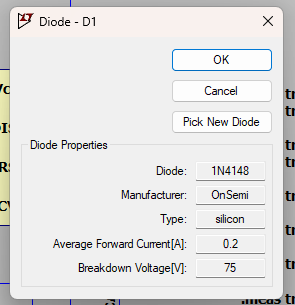 Diode - D1
OK
Cancel
Pick New Diode
Diode Properties
Diode: 1N4148
Manufacturer: OnSemi
Type: silicon
Average Forward Current[A]: 0.2
Breakdown Voltage[V]: 75
.meas